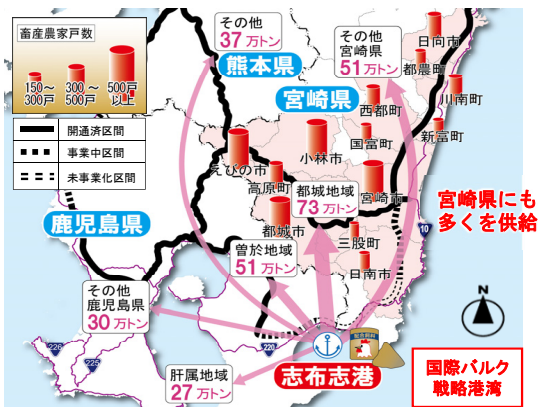 畜産農家戸数
150～
300戸
300～
500戸
500戸
以上
開通済区間
事業中区間
未事業化区間
その他
37万トン
熊本県
その他
宮崎県
51万トン
宮崎県
日向市
都農町
川南町
西都町
新富町
国富町
小林市
えびの市
高原町
宮崎市
都城地域
73万トン
都城市
三股町
日南市
鹿児島県
曽於地域
51万トン
宮崎県にも
多くを供給
10
その他
鹿児島県
30万トン
226
225
220
N
肝属地域
27万トン
志布志港
国際バルク
戦略港湾